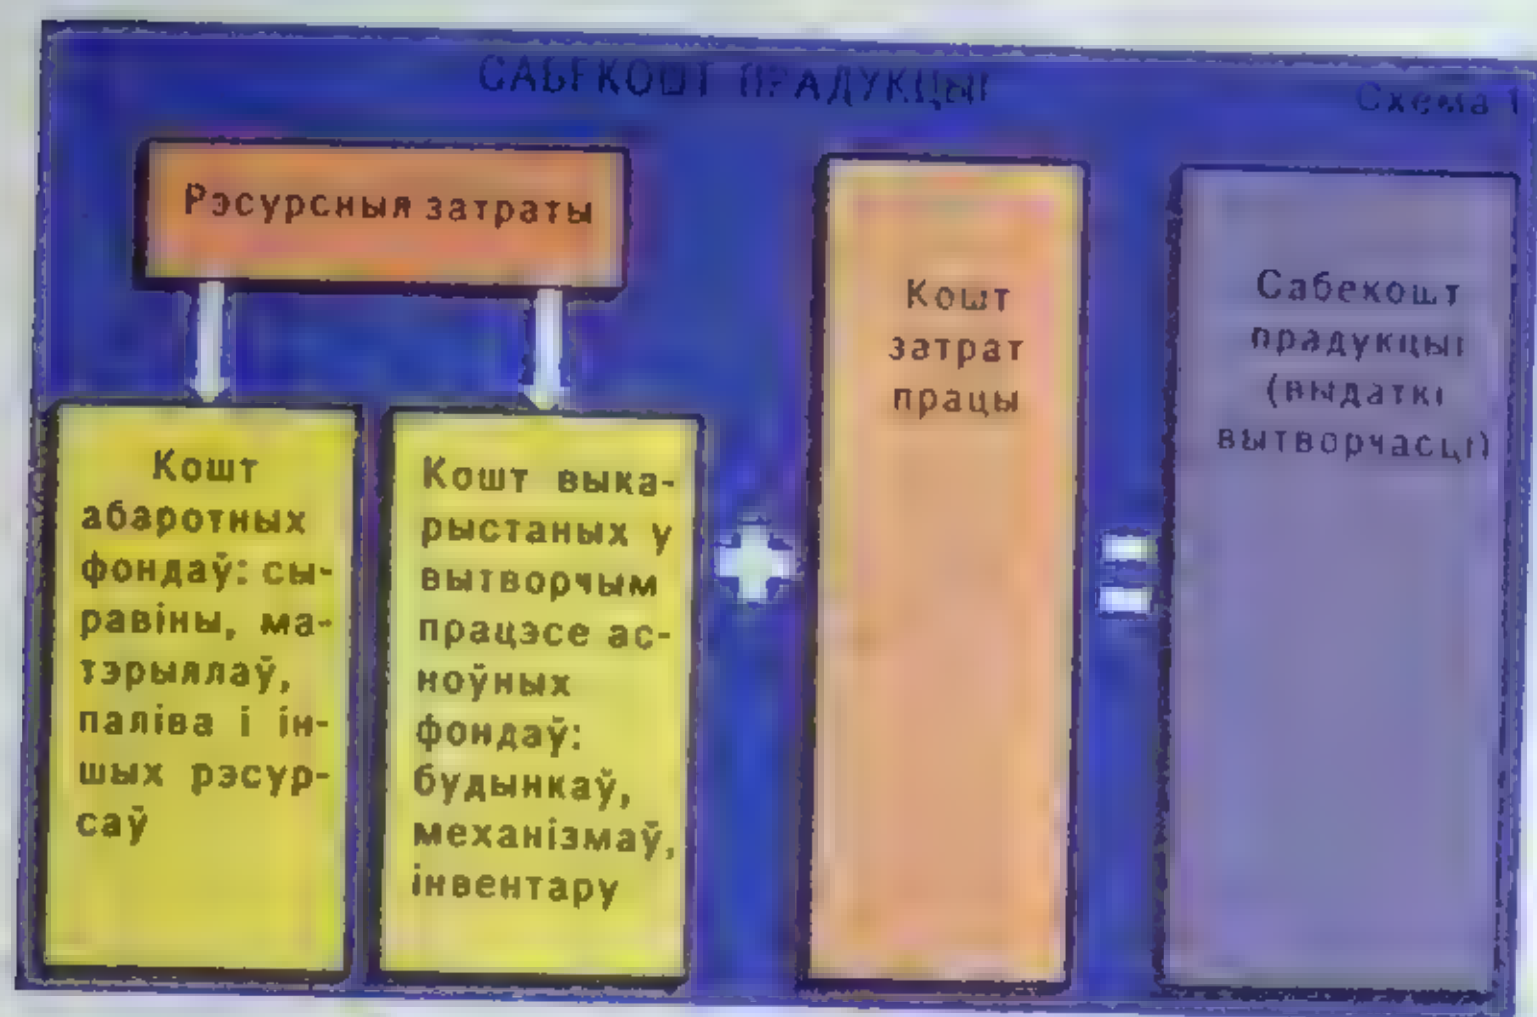 САБЕКОШТ ПРАДУКЦЫІ
Схема 1
Рэсурсныя затраты
Кошт
абаротных
фондаў: сы-
равіны, ма-
тэрыялаў,
паліва і ін-
шых рэсур-
саў
Кошт выка-
рыстаных у
вытворчым
працэсе ас-
ноўных
фондаў:
будынкаў,
механізмаў,
інвентару
+
Кошт
затрат
працы
=
Сабекошт
прадукцыі
(выдаткі
вытворчасці)